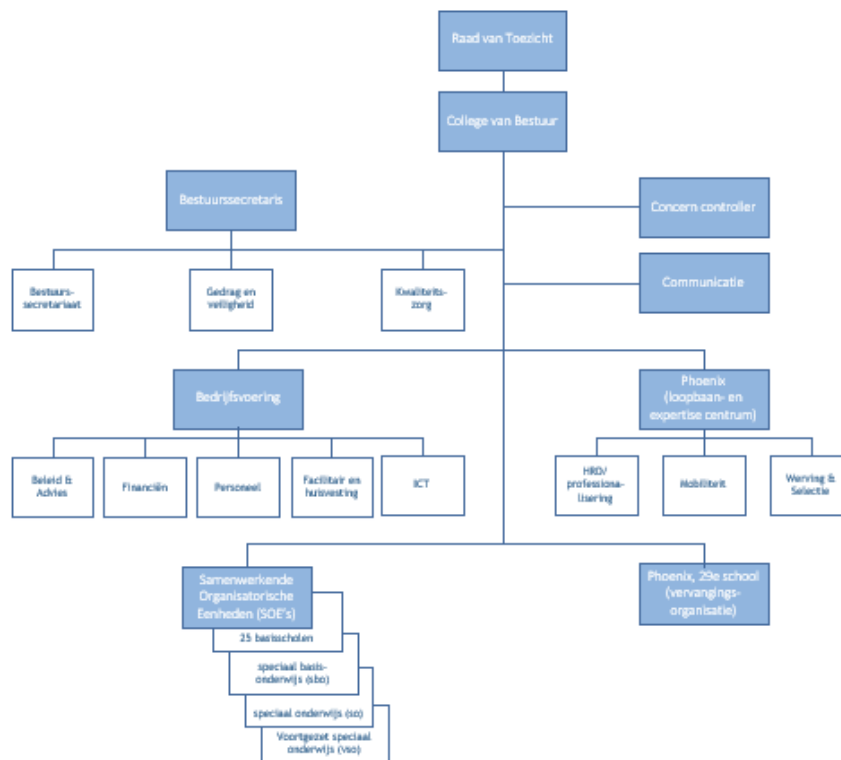 Raad van Toezicht
College van Bestuur
Bestuurssecretaris
Concern controller
Bestuurs-
secretariaat
Gedrag en
veiligheid
Kwaliteits-
zorg
Communicatie
Bedrijfsvoering
Phoenix
(loopbaan- en
expertise centrum)
Beleid &
Advies
Financiën
Personeel
Facilitair en
huisvesting
ICT
HRD/
professiona-
lisering
Mobiliteit
Werving &
Selectie
Samenwerkende
Organisatorische
Eenheden (SOE's)
Phoenix, 29e school
(vervangings-
organisatie)
25 basisscholen
speciaal basis-
onderwijs (sbo)
speciaal onderwijs (so)
Voortgezet speciaal
onderwijs (vso)